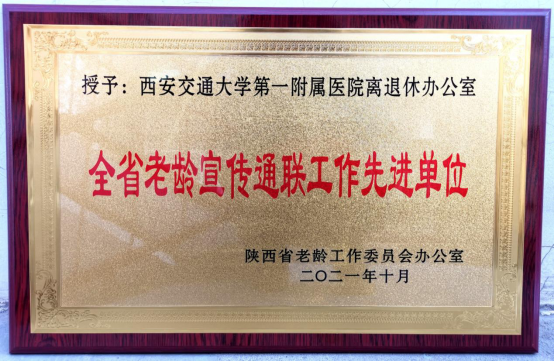 授予：西安交通大学第一附属医院离退休办公室
全省老龄宣传通联工作先进单位
陕西省老龄工作委员会办公室
二〇二一年十月